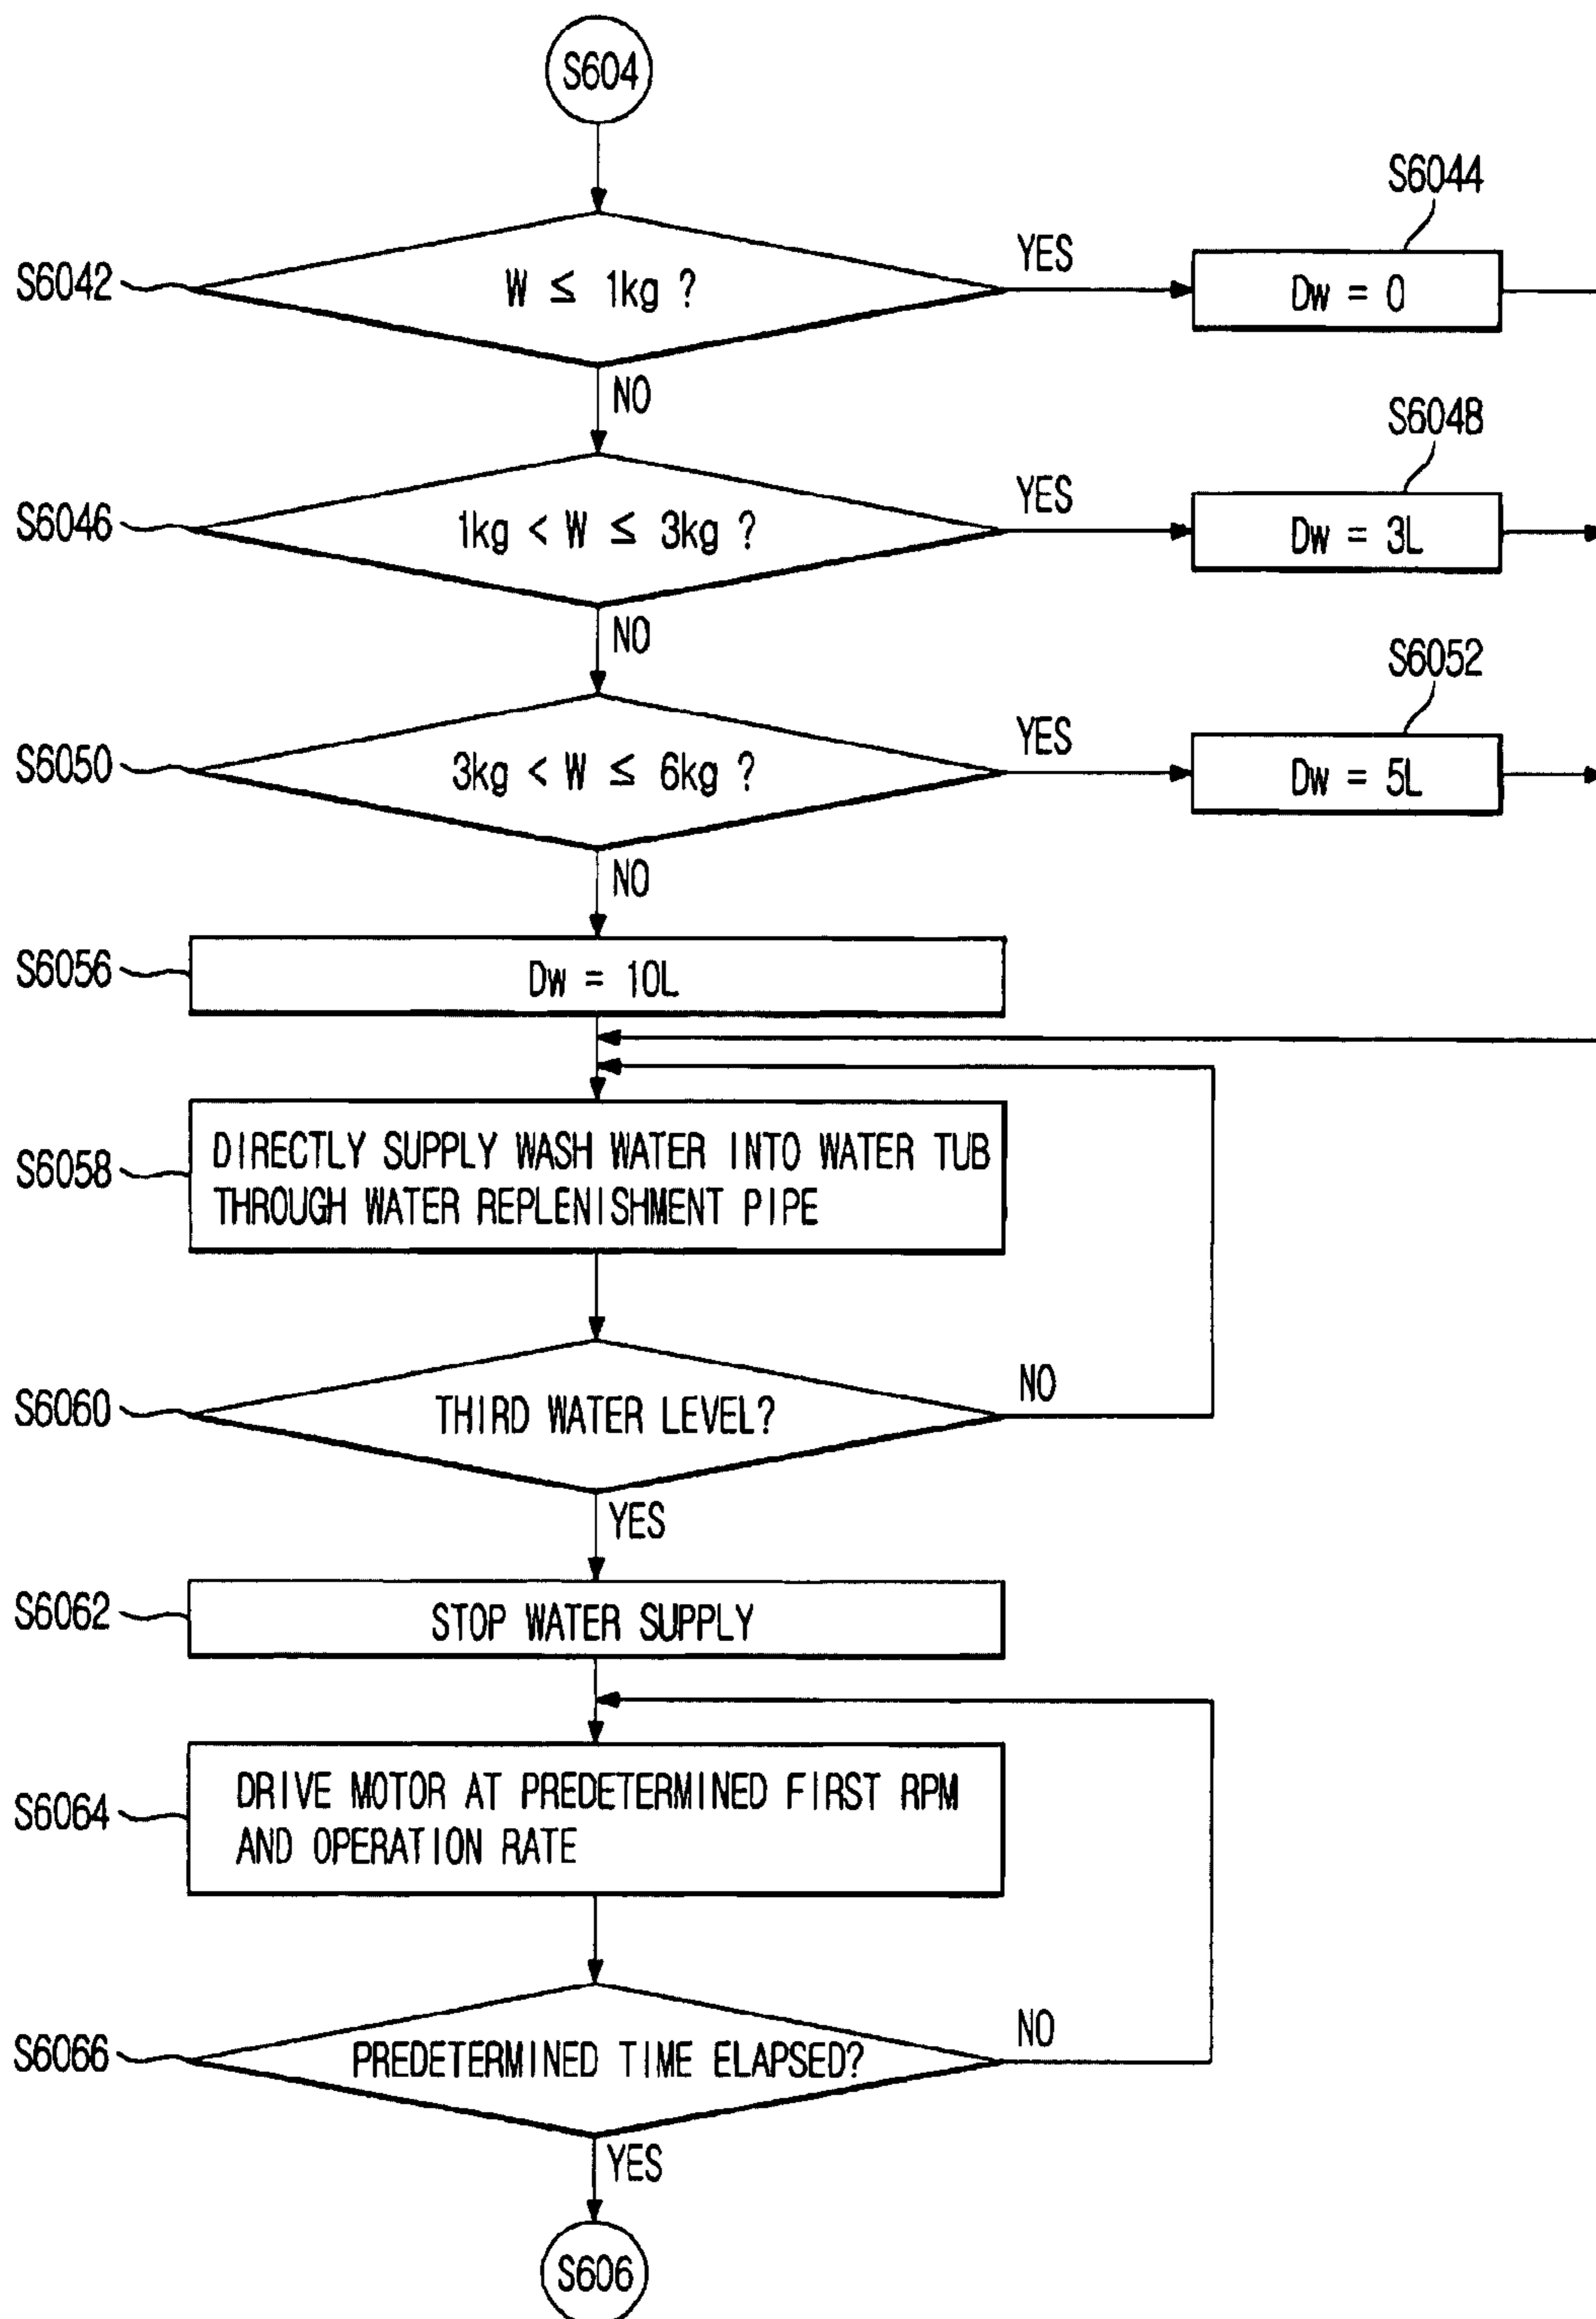 S604
S6042
W ≤ 1kg ?
YES
S6044
Dw = 0
NO
S6046
1kg < W ≤ 3kg ?
YES
S6048
Dw = 3L
NO
S6050
3kg < W ≤ 6kg ?
YES
S6052
Dw = 5L
NO
S6056
Dw = 10L
S6058
DIRECTLY SUPPLY WASH WATER INTO WATER TUB
THROUGH WATER REPLENISHMENT PIPE
S6060
THIRD WATER LEVEL?
NO
YES
S6062
STOP WATER SUPPLY
S6064
DRIVE MOTOR AT PREDETERMINED FIRST RPM
AND OPERATION RATE
S6066
PREDETERMINED TIME ELAPSED?
NO
YES
S606